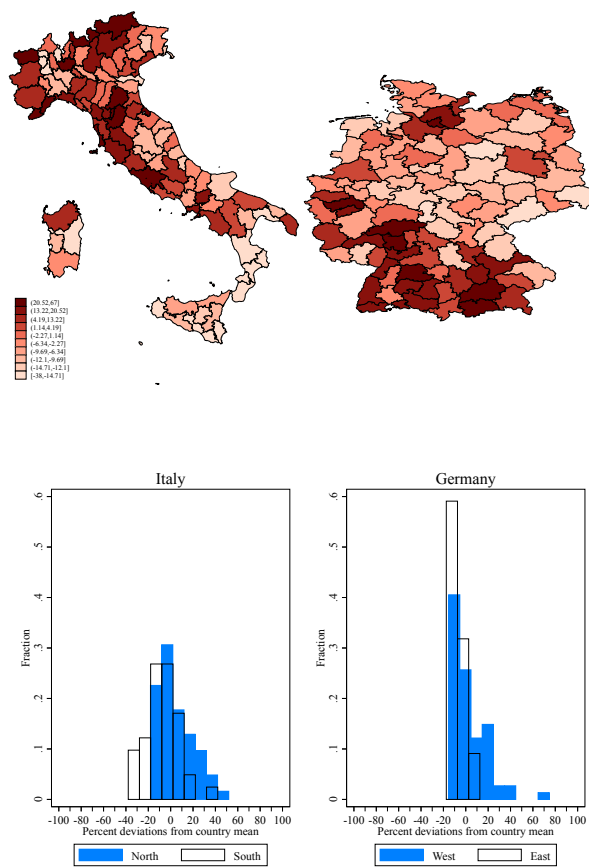 (20.52,67]
(13.22,20.52]
(4.19,13.22]
(1.14,4.19]
(-2.27,1.14]
(-6.34,-2.27]
(-9.69,-6.34]
(-12.1,-9.69]
(-14.71,-12.1]
[-38,-14.71]
Italy
Fraction
0 .1 .2 .3 .4 .5 .6
-100 -80 -60 -40 -20 0 20 40 60 80 100
Percent deviations from country mean
North South
Germany
Fraction
0 .1 .2 .3 .4 .5 .6
-100 -80 -60 -40 -20 0 20 40 60 80 100
Percent deviations from country mean
West East